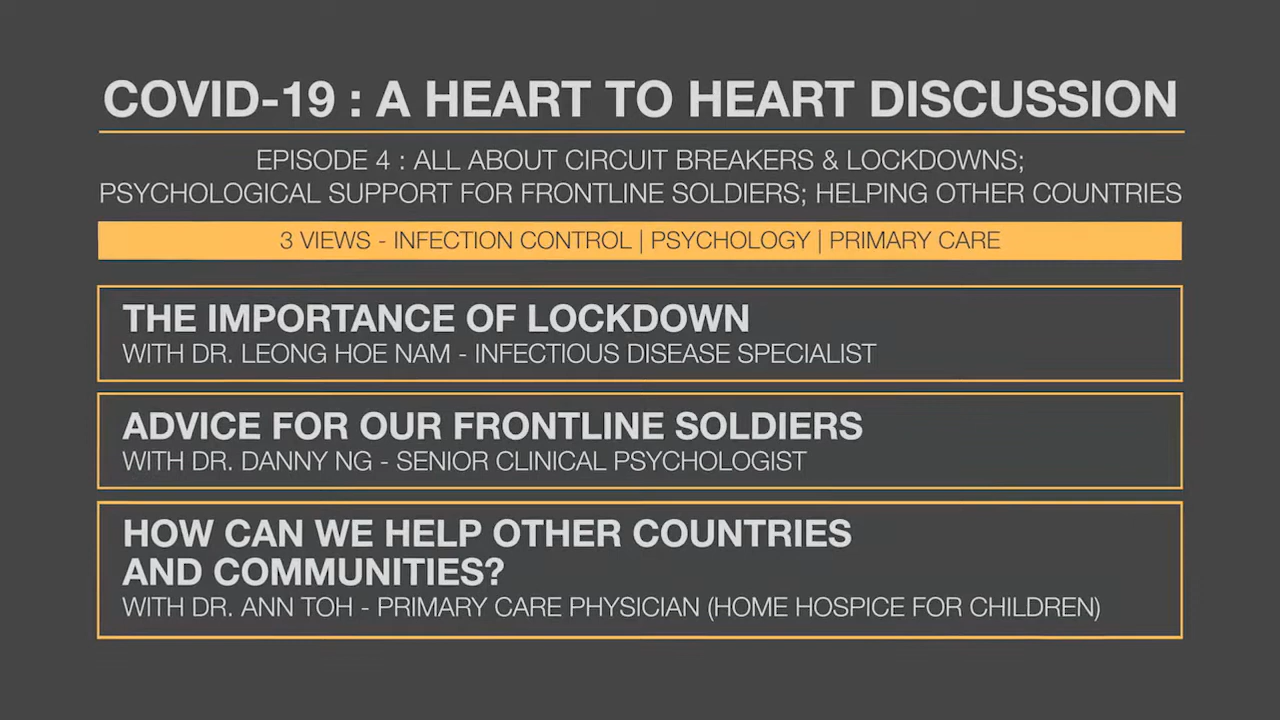 COVID-19 : A HEART TO HEART DISCUSSION
EPISODE 4 : ALL ABOUT CIRCUIT BREAKERS & LOCKDOWNS;
PSYCHOLOGICAL SUPPORT FOR FRONTLINE SOLDIERS; HELPING OTHER COUNTRIES
3 VIEWS - INFECTION CONTROL | PSYCHOLOGY | PRIMARY CARE
THE IMPORTANCE OF LOCKDOWN
WITH DR. LEONG HOE NAM - INFECTIOUS DISEASE SPECIALIST
ADVICE FOR OUR FRONTLINE SOLDIERS
WITH DR. DANNY NG - SENIOR CLINICAL PSYCHOLOGIST
HOW CAN WE HELP OTHER COUNTRIES
AND COMMUNITIES?
WITH DR. ANN TOH - PRIMARY CARE PHYSICIAN (HOME HOSPICE FOR CHILDREN)